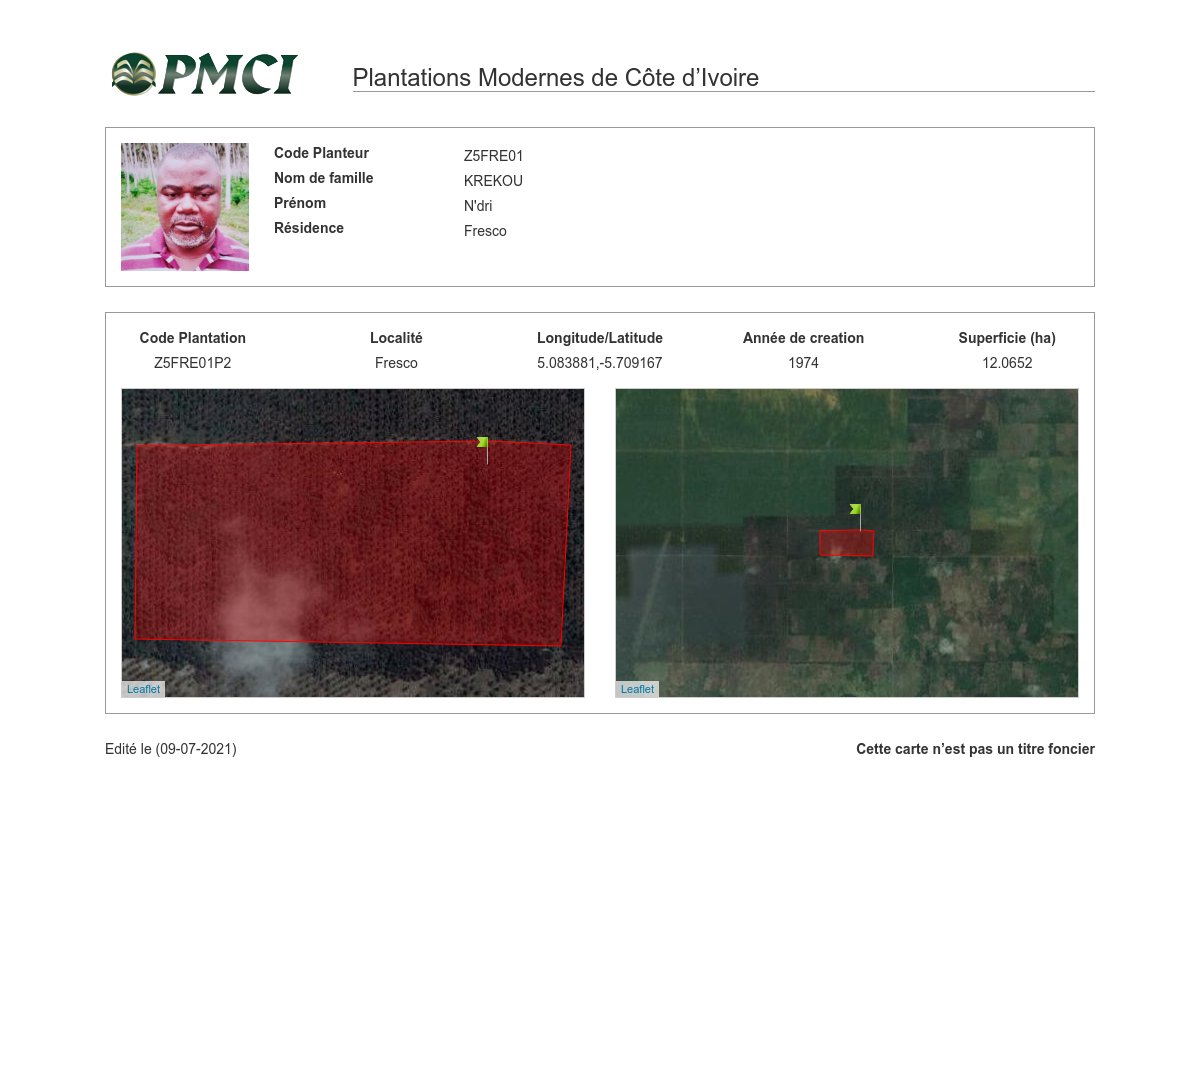 PMCI
Plantations Modernes de Côte d’Ivoire
Code Planteur Z5FRE01
Nom de famille KREKOU
Prénom N'dri
Résidence Fresco
Code Plantation Localité Longitude/Latitude Année de creation Superficie (ha)
Z5FRE01P2 Fresco 5.083881,-5.709167 1974 12.0652
Leaflet Leaflet
Edité le (09-07-2021) Cette carte n’est pas un titre foncier